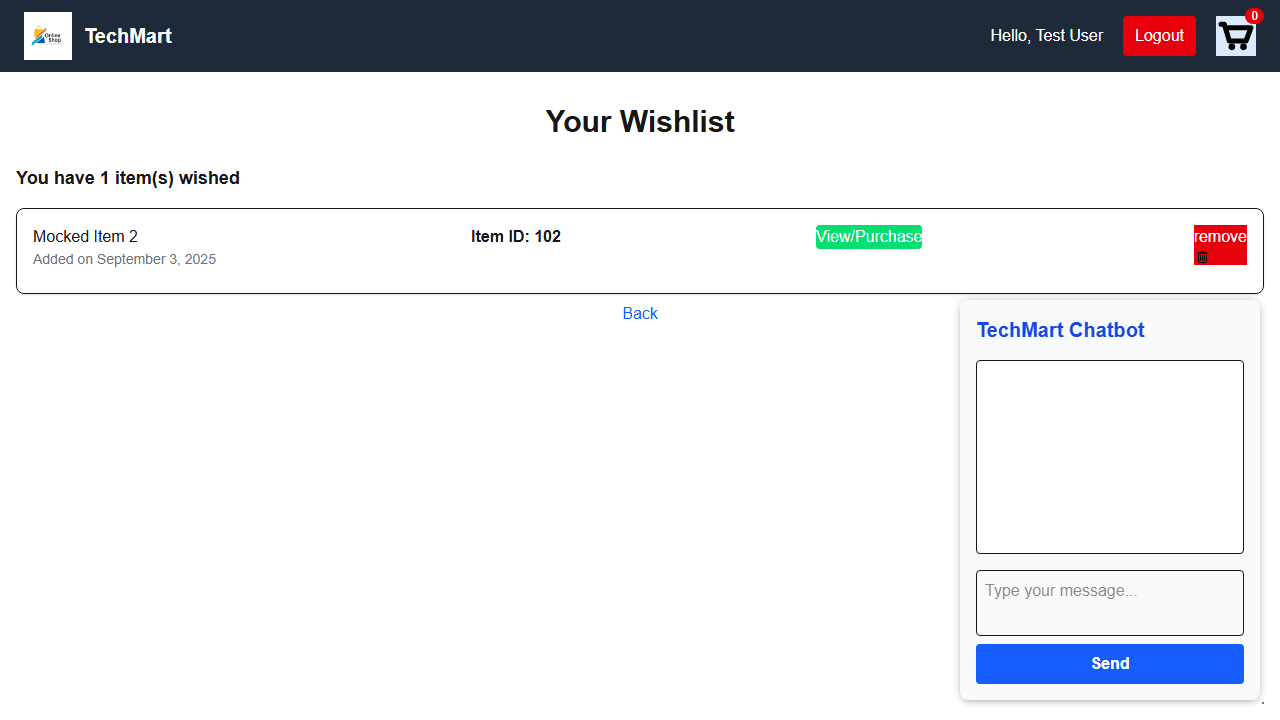 Online
Shop
TechMart
Hello, Test User
Logout
0
Your Wishlist
You have 1 item(s) wished
Mocked Item 2
Added on September 3, 2025
Item ID: 102
View/Purchase
remove
Back
TechMart Chatbot
Type your message...
Send
.